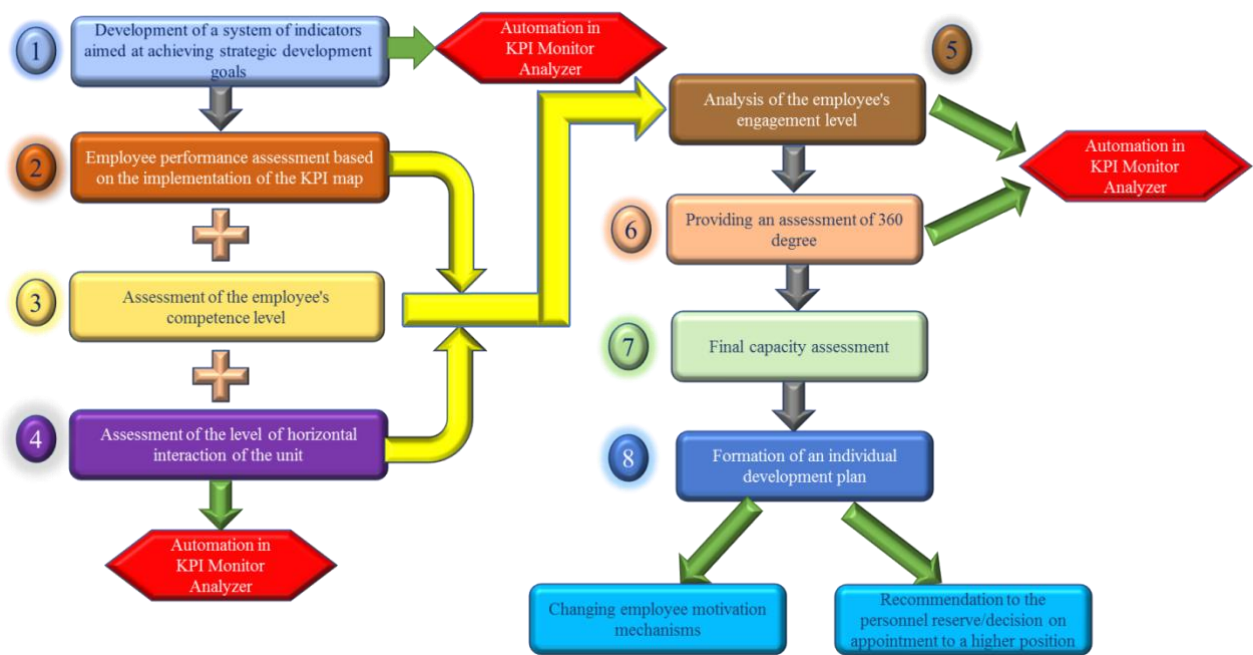 1
Development of a system of indicators
aimed at achieving strategic development
goals
Automation in
KPI Monitor
Analyzer
2
Employee performance assessment based
on the implementation of the KPI map
3
Assessment of the employee's
competence level
4
Assessment of the level of horizontal
interaction of the unit
Automation in
KPI Monitor
Analyzer
5
Analysis of the employee's
engagement level
Automation in
KPI Monitor
Analyzer
6
Providing an assessment of 360
degree
7
Final capacity assessment
8
Formation of an individual
development plan
Changing employee motivation
mechanisms
Recommendation to the
personnel reserve/decision on
appointment to a higher position